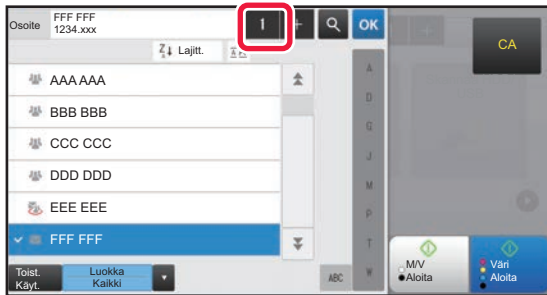 Osoite
FFF FFF
1234.xxx
1
+
OK
CA
Lajitt.
AAA AAA
BBB BBB
CCC CCC
DDD DDD
EEE EEE
FFF FFF
A
D
G
J
M
P
T
W
ABC
Toist.
Käyt.
Luokka
Kaikki
M/V
Aloita
Väri
Aloita